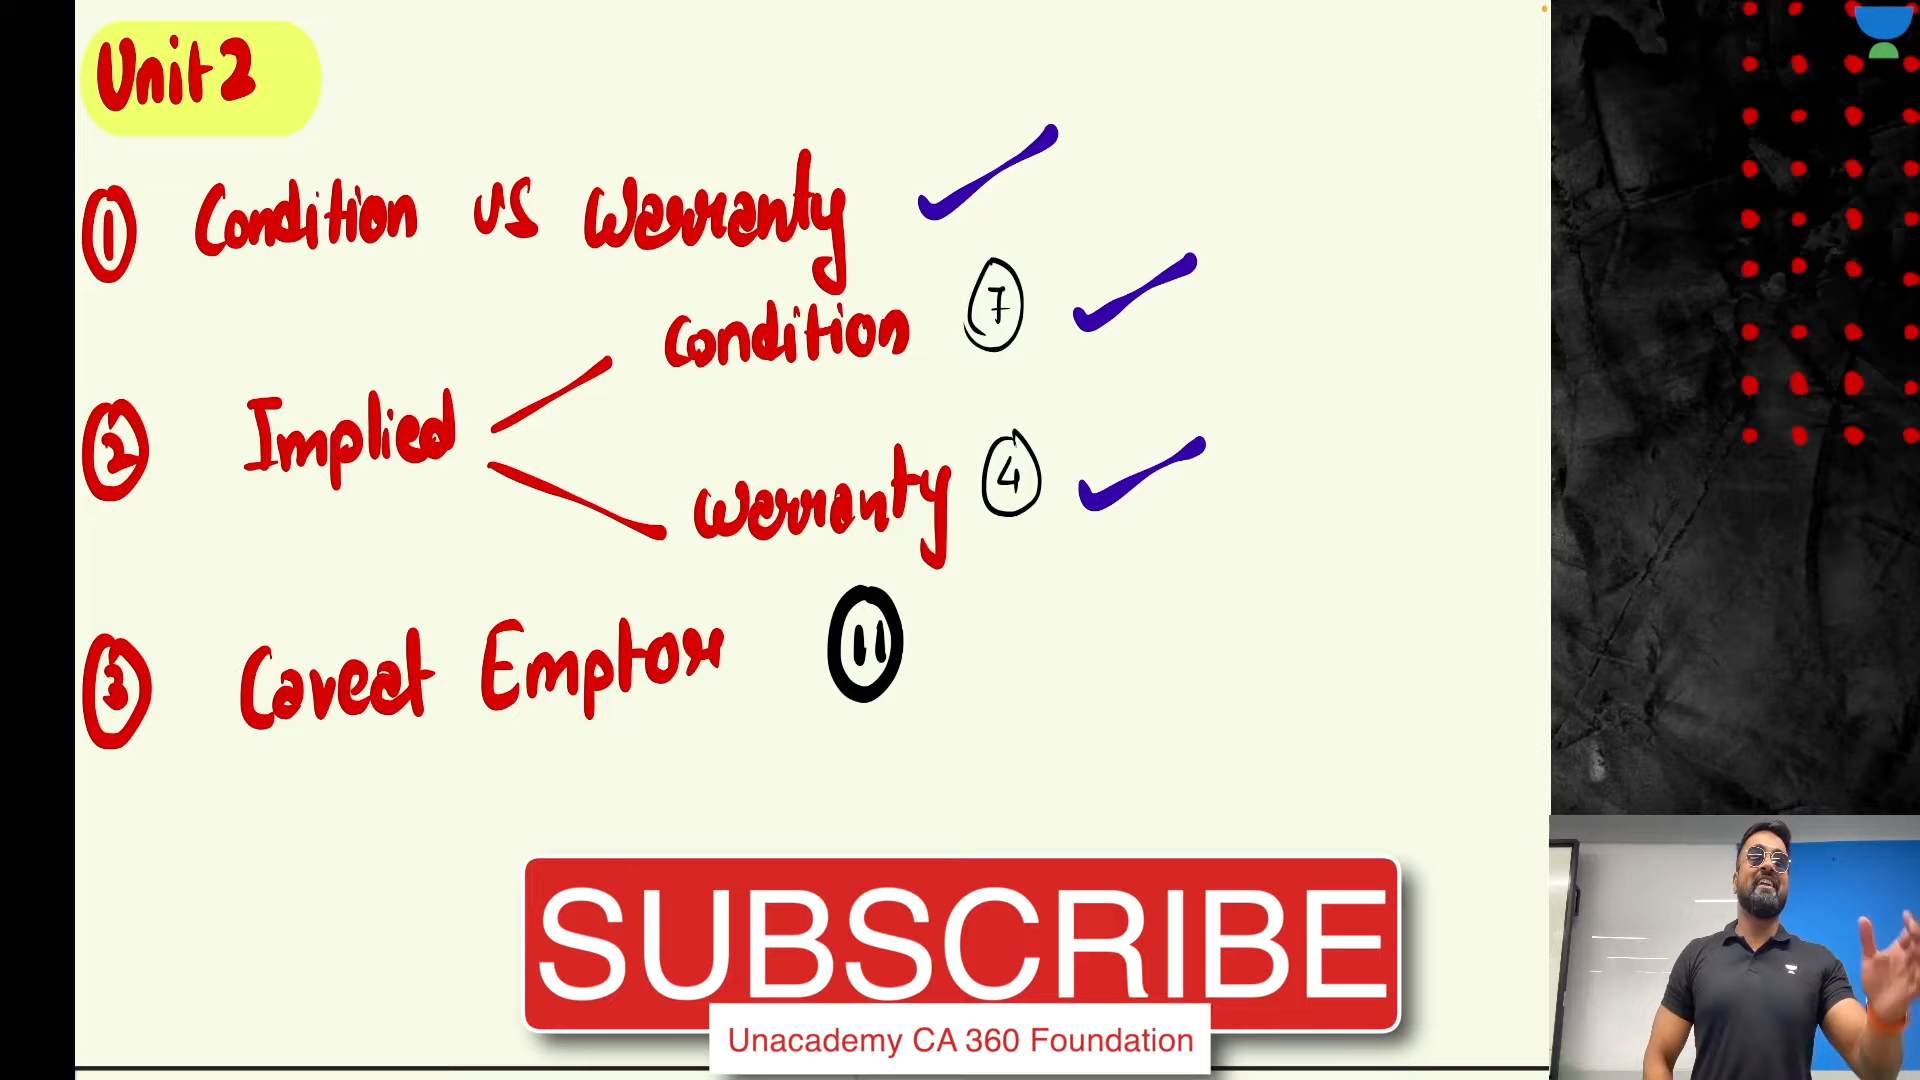 Unit 2
① Condition vs Warranty
Condition ⑦
② Implied
Warranty ④
③ Caveat Emptor ⑪
SUBSCRIBE
Unacademy CA 360 Foundation